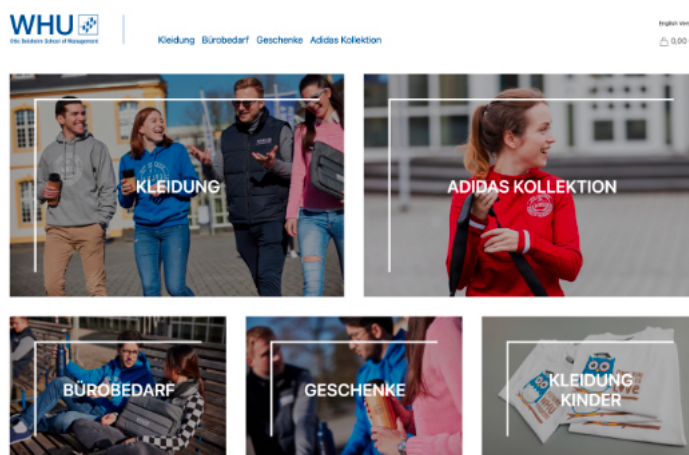 WHU
Otto Beisheim School of Management
Kleidung Bürobedarf Geschenke Adidas Kollektion
English
0,00
KLEIDUNG
ADIDAS KOLLEKTION
BÜROBEDARF
GESCHENKE
KLEIDUNG
KINDER